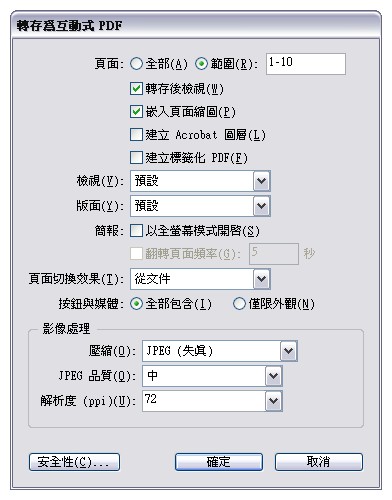 轉存為互動式 PDF
頁面: 全部(A) 範圍(R): 1-10
轉存後檢視(W)
嵌入頁面縮圖(P)
建立 Acrobat 圖層(L)
建立標籤化 PDF(F)
檢視(V): 預設
版面(Y): 預設
簡報: 以全螢幕模式開啓(S)
翻轉頁面頻率(G): 5 秒
頁面切換效果(T): 從文件
按鈕與媒體: 全部包含(I) 僅限外觀(N)
影像處理
壓縮(O): JPEG (失真)
JPEG 品質(Q): 中
解析度 (ppi)(U): 72
安全性(C)... 確定 取消